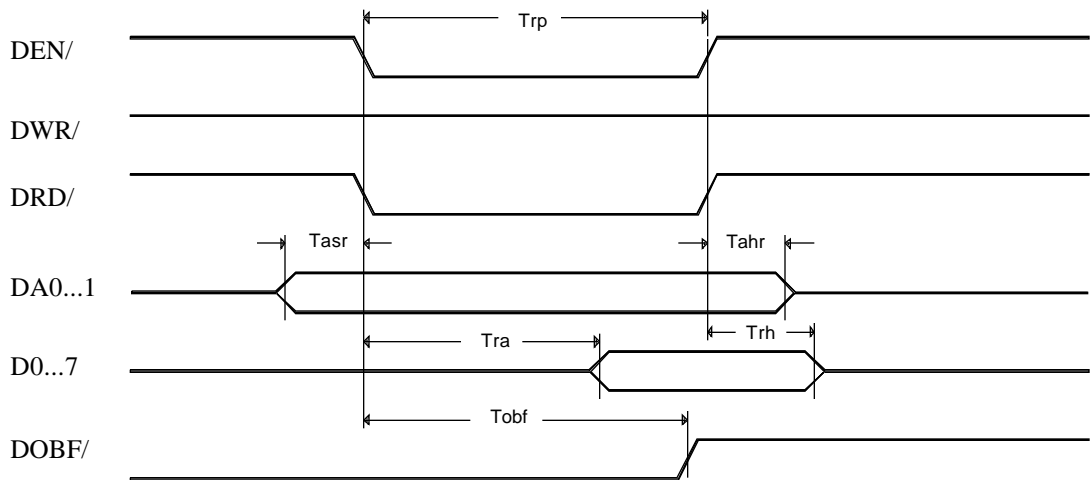 Trp
DEN/
DWR/
DRD/
Tasr
Tahr
DA0...1
Tra
Trh
D0...7
Tobf
DOBF/